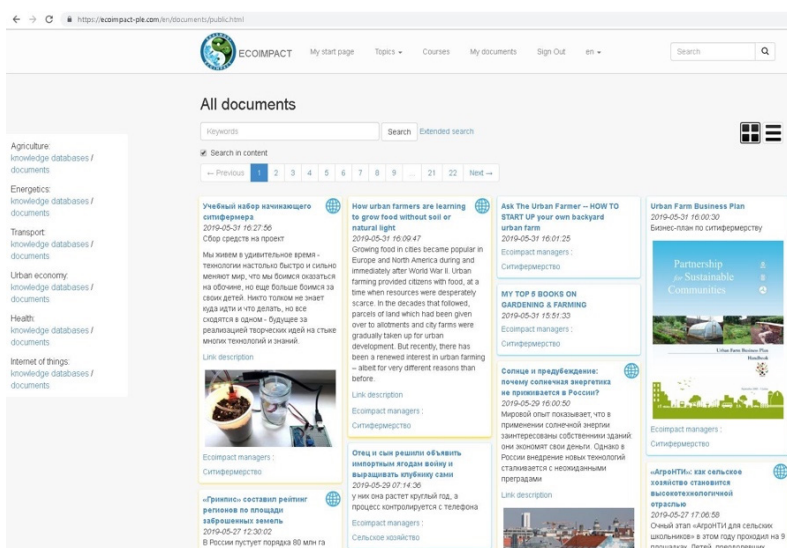 https://ecoimpact-ple.com/en/documents/public.html
ECOIMPACT
My start page
Topics
Courses
My documents
Sign Out
en
Search
All documents
Keywords
Search
Extended search
Search in content
← Previous 1 2 3 4 5 6 7 8 9 ... 21 22 Next →
Agriculture:
knowledge databases /
documents
Energetics:
knowledge databases /
documents
Transport:
knowledge databases /
documents
Urban economy:
knowledge databases /
documents
Health:
knowledge databases /
documents
Internet of things:
knowledge databases /
documents
Учебный набор начинающего
ситифермера
2019-05-31 16:27:56
Сбор средств на проект
Мы живем в удивительное время -
технологии настолько быстро и сильно
меняют мир, что мы боимся оказаться
на обочине, но еще больше боимся за
своих детей. Никто толком не знает
куда идти и что делать, но все
сходятся в одном - будущее за
реализацией творческих идей на стыке
многих технологий и знаний.
Link description
Ecoimpact managers :
Ситифермерство
«Гринпис» составил рейтинг
регионов по площади
заброшенных земель
2019-05-27 12:30:02
В России пустует порядка 80 млн га
How urban farmers are learning
to grow food without soil or
natural light
2019-05-31 16:09:47
Growing food in cities became popular in
Europe and North America during and
immediately after World War II. Urban
farming provided citizens with food, at a
time when resources were desperately
scarce. In the decades that followed,
parcels of land which had been given
over to allotments and city farms were
gradually taken up for urban
development. But recently, there has
been a renewed interest in urban farming
– albeit for very different reasons than
before.
Link description
Ecoimpact managers :
Ситифермерство
Отец и сын решили объявить
импортным ягодам войну и
выращивать клубнику сами
2019-05-29 07:14:36
у них она растет круглый год, а
процесс контролируется с телефона
Ecoimpact managers :
Сельское хозяйство
Ask The Urban Farmer -- HOW TO
START UP your own backyard
urban farm
2019-05-31 16:01:25
Ecoimpact managers :
Ситифермерство
MY TOP 5 BOOKS ON
GARDENING & FARMING
2019-05-31 15:51:33
Ecoimpact managers :
Ситифермерство
Солнце и предубеждение:
почему солнечная энергетика
не приживается в России?
2019-05-29 16:00:50
Мировой опыт показывает, что в
применении солнечной энергии
заинтересованы собственники зданий:
они экономят свои деньги. Однако в
России внедрение новых технологий
сталкивается с неожиданными
преградами
Link description
Urban Farm Business Plan
2019-05-31 16:00:30
Бизнес-план по ситифермерству
Partnership
for Sustainable
Communities
Urban Farm Business Plan
Handbook
Ecoimpact managers :
Ситифермерство
«АгроНТИ»: как сельское
хозяйство становится
высокотехнологичной
отраслью
2019-05-27 17:06:58
Очный этап «АгроНТИ для сельских
школьников» в этом году проходил на 9
площадках. Детей, преодолевших